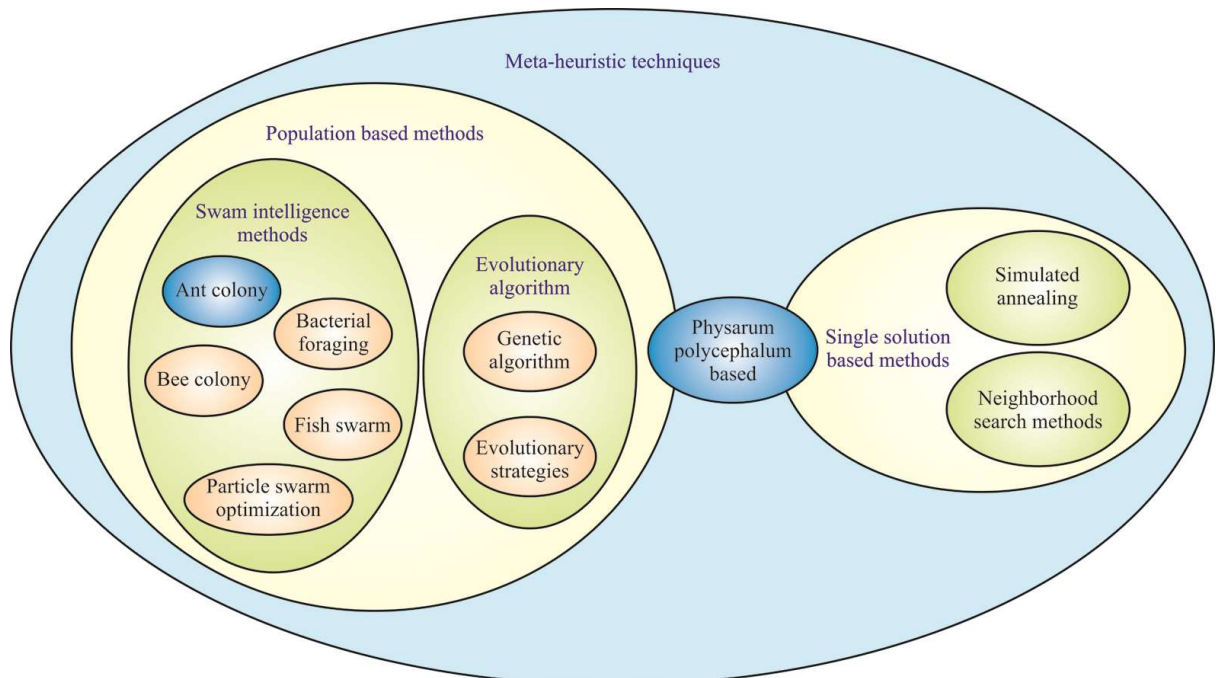 Meta-heuristic techniques
Population based methods
Swam intelligence
methods
Ant colony
Bacterial
foraging
Bee colony
Fish swarm
Particle swarm
optimization
Evolutionary
algorithm
Genetic
algorithm
Evolutionary
strategies
Physarum
polycephalum
based
Single solution
based methods
Simulated
annealing
Neighborhood
search methods